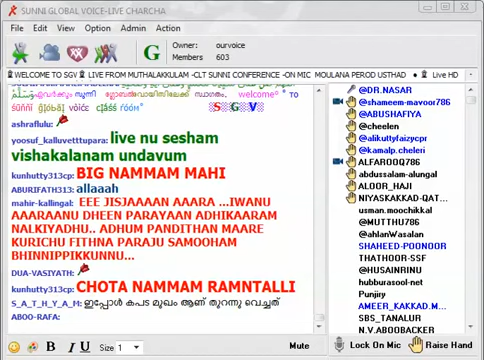 SUNNI GLOBAL VOICE-LIVE CHARCHA
File Edit View Option Admin Action
G
Owner: ourvoice
Members 603
WELCOME TO SGV
LIVE FROM MUTHALAKKULAM -CLT SUNNI CONFERENCE -ON MIC MOULANA PEROD USTHAD
Live HD
സുന്നി ഗ്ലോബൽ വോയിസിലേക്ക് സ്വാഗതം welcome TO
S G V
ashraflulu:
yoosuf_kalluvetttupara: live nu sesham
vishakalanam undavum
kunhutty313cp: BIG NAMMAM MAHI
ABURIFATH313: allaaah
mahir-kallingal: EEE JISJAAAAN AAARA ...IWANU
AAARAANU DHEEN PARAYAAN ADHIKAARAM
NALKIYADHU.. ADHUM PANDITHAN MAARE
KURICHU FITHNA PARAJU SAMOOHAM
BHINNIPPIKKUNNU...
DUA-VASIYATH:
kunhutty313cp: CHOTA NAMMAM RAMNTALLI
S_A_T_H_Y_A_M: ഇപ്പോൾ കപട മുഖം ആണ് തുറന്നു വെച്ചത്
ABOO-RAFA:
B I U Size 1
Mute
@DR.NASAR
@shameem-mavoor786
@ABUSHAFIYA
@cheelen
@alikuttyfaizycpr
@kamalp.cheleri
ALFAROOQ786
abdussalam-alungal
ALOOR_HAJI
NIYASKAKKAD-QAT...
usman.moochikkal
@MUTTHU786
@ahlanWasalan
SHAHEED-POONOOR
THATHOOR-SSF
@HUSAINRINU
hubburasool-net
Punjiry
AMEER_KAKKAD.M...
SBS_TANALUR
N.V.ABOOBACKER
Lock On Mic Raise Hand